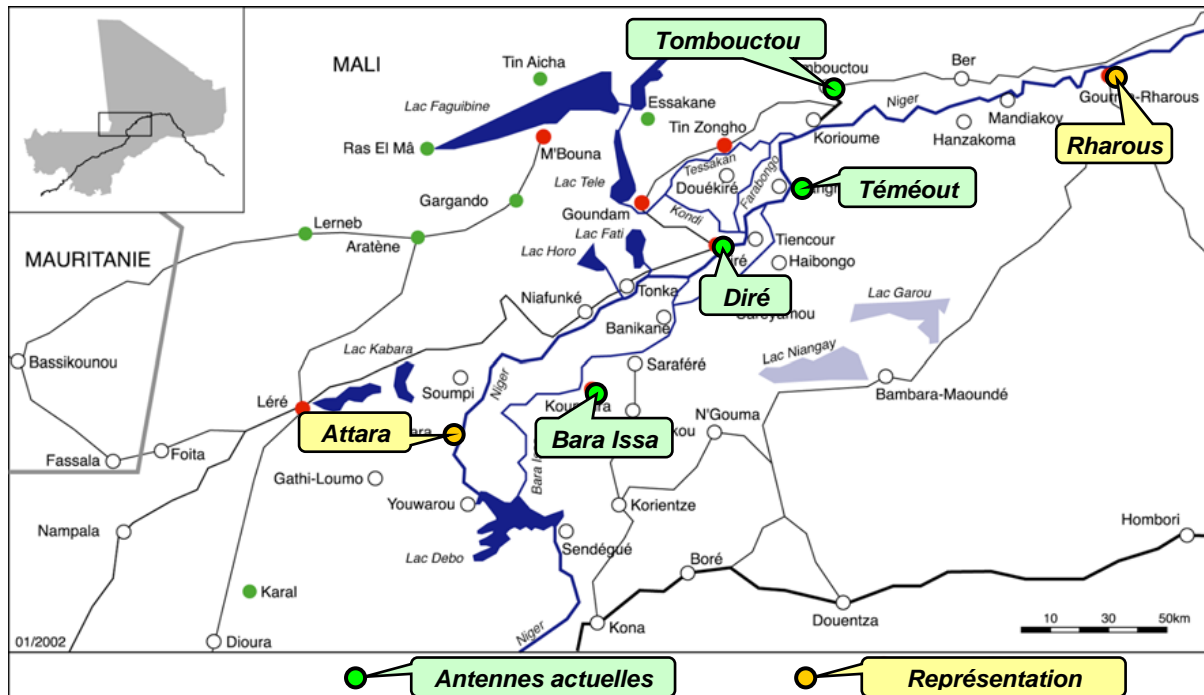 Tombouctou
mbouctou
Ber
MALI
Tin Aicha
Lac Faguibine
Essakane
Niger
Gourma-Rharous
Mandiakoy
Korioume
Hanzakoma
Rharous
Tin Zongho
Ras El Mâ
M'Bouna
Tessakan
Douékiré
Farabongo
Lac Tele
Téméout
Gargando
Goundam
Kondi
Lerneb
Aratène
Lac Fati
Tiencour
Lac Horo
iré
Haibongo
MAURITANIE
Diré
Tonka
Niafunké
Lac Garou
Banikane
Lac Kabara
Lac Niangay
Bassikounou
Saraféré
Niger
Soumpi
Bambara-Maoundé
Léré
N'Gouma
Attara
Bara Issa
kou
Foita
Fassala
Gathi-Loumo
Youwarou
Korientze
Nampala
Hombori
Sendégué
Lac Debo
Boré
Karal
Douentza
10 30 50km
01/2002
Dioura
Niger
Kona
Antennes actuelles
Représentation